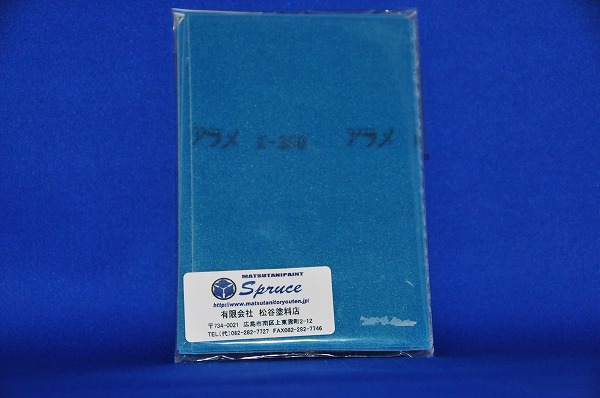 アラメ E-350 アラメ
MATSUTANIPAINT
Spruce
http://www.matsutanitoryouten.jp/
有限会社 松谷塗料店
〒734-0021 広島市南区上東雲町2-12
TEL(代)082-282-7727 FAX082-282-7746